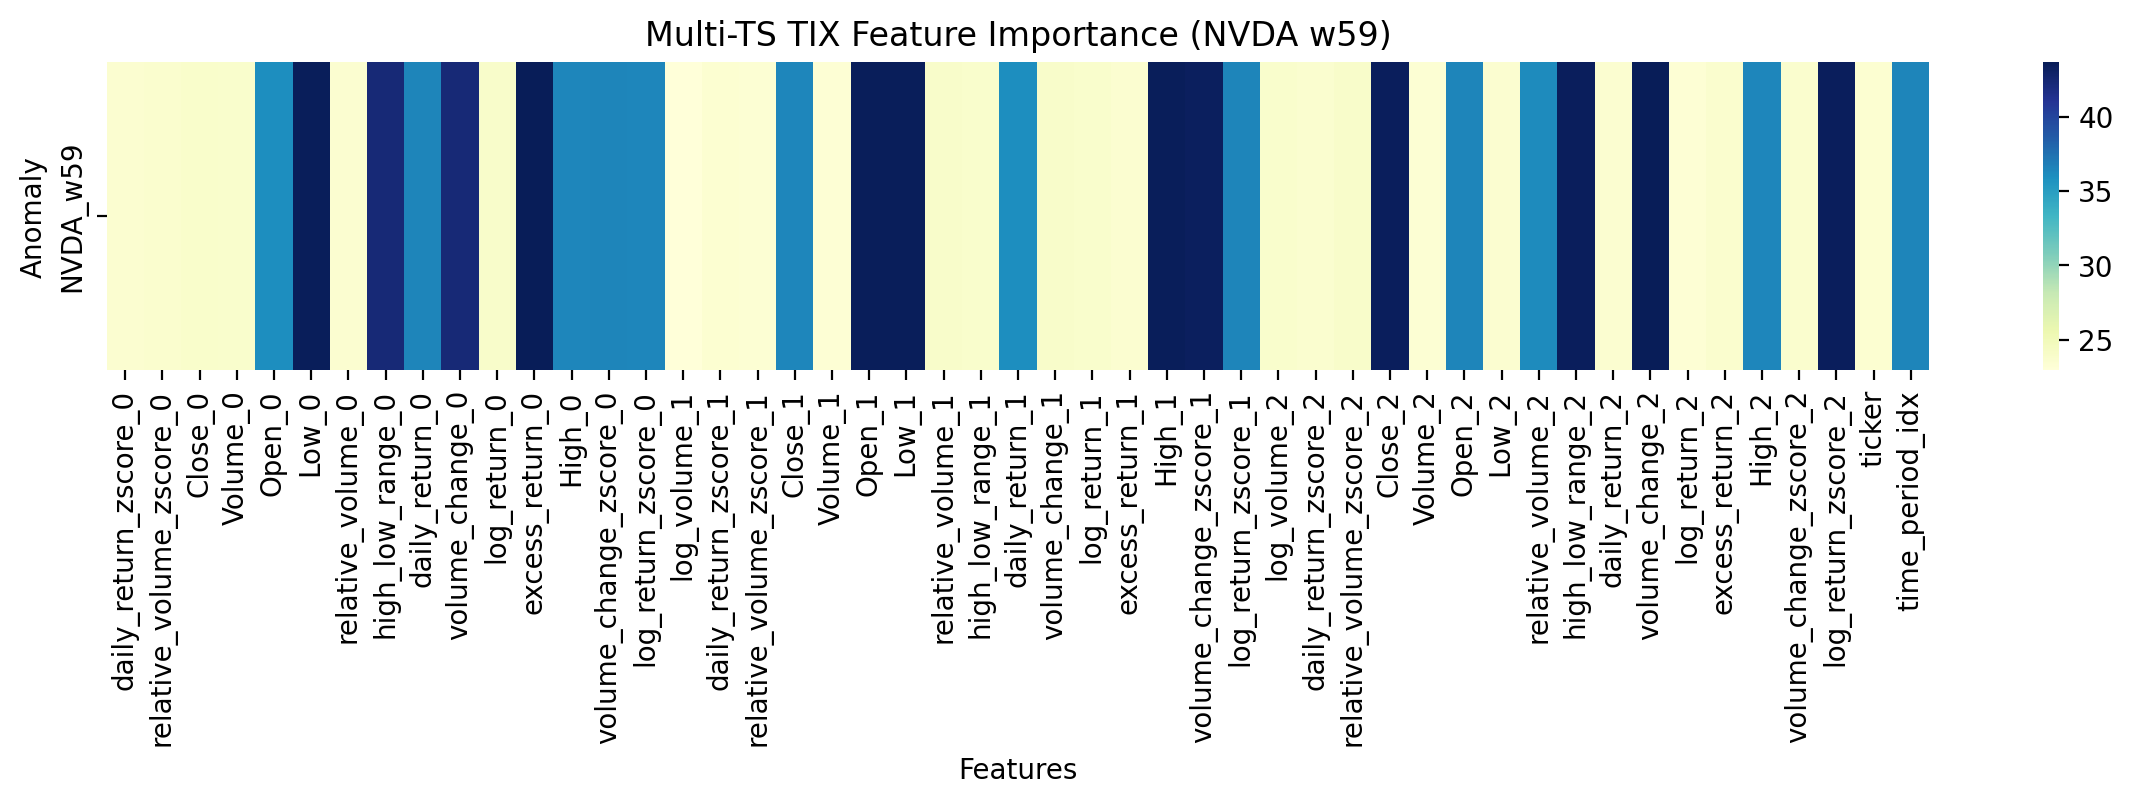 Multi-TS TIX Feature Importance (NVDA w59)
Anomaly
NVDA_w59
40
35
30
25
daily_return_zscore_0
relative_volume_zscore_0
Close_0
Volume_0
Open_0
Low_0
relative_volume_0
high_low_range_0
daily_return_0
volume_change_0
log_return_0
excess_return_0
High_0
volume_change_zscore_0
log_return_zscore_0
log_volume_1
daily_return_zscore_1
relative_volume_zscore_1
Close_1
Volume_1
Open_1
Low_1
relative_volume_1
high_low_range_1
daily_return_1
volume_change_1
log_return_1
excess_return_1
High_1
volume_change_zscore_1
log_return_zscore_1
log_volume_2
daily_return_zscore_2
relative_volume_zscore_2
Close_2
Volume_2
Open_2
Low_2
relative_volume_2
high_low_range_2
daily_return_2
volume_change_2
log_return_2
excess_return_2
High_2
volume_change_zscore_2
log_return_zscore_2
ticker
time_period_idx
Features